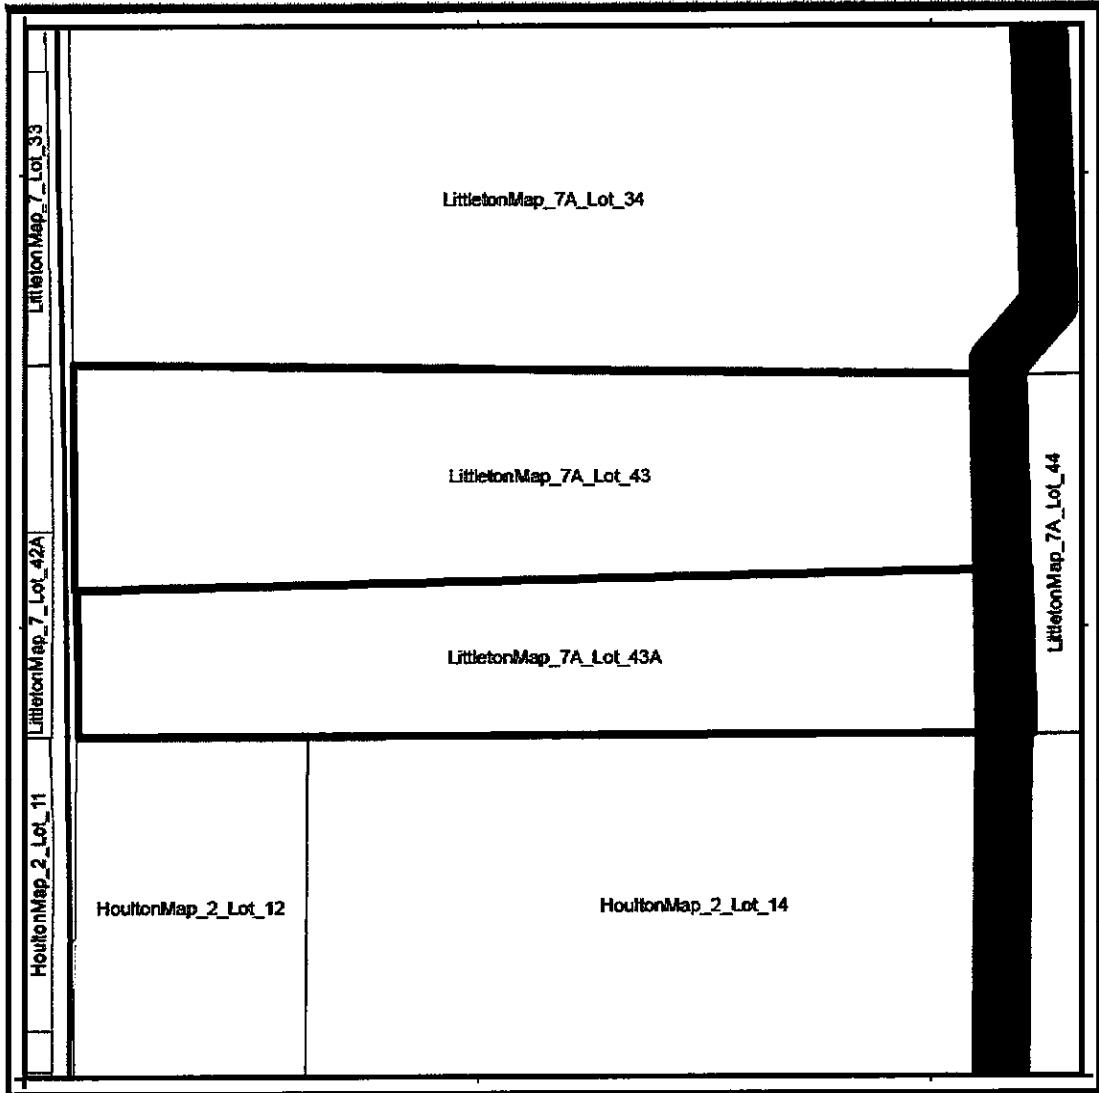 LittletonMap_7_Lot_33
LittletonMap_7A_Lot_34
LittletonMap_7A_Lot_43
LittletonMap_7A_Lot_44
LittletonMap_7_Lot_42A
LittletonMap_7A_Lot_43A
HoultonMap_2_Lot_11
HoultonMap_2_Lot_12
HoultonMap_2_Lot_14